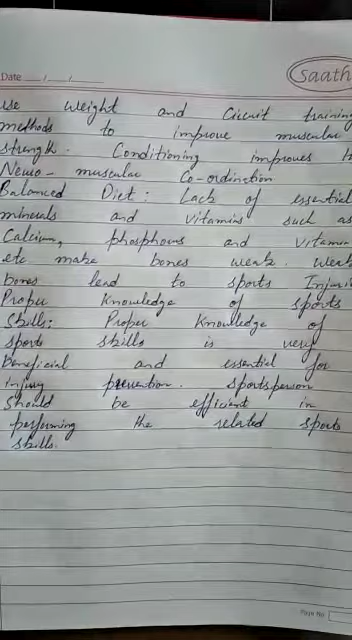 saath
Date / /
use weight and Circuit training
methods to improve muscular
strength. Conditioning improves
Neuro-muscular Co-ordination
Balanced Diet: Lack of essential
minerals and vitamins such as
Calcium, phosphorus and vitamin
etc make bones weak. Weak
bones lead to sports
Proper Knowledge of sports
Skills: Proper Knowledge of
sports skills is very
beneficial and essential for
injury prevention. sportsperson
should be efficient in
performing the related sports
skills.
Page No